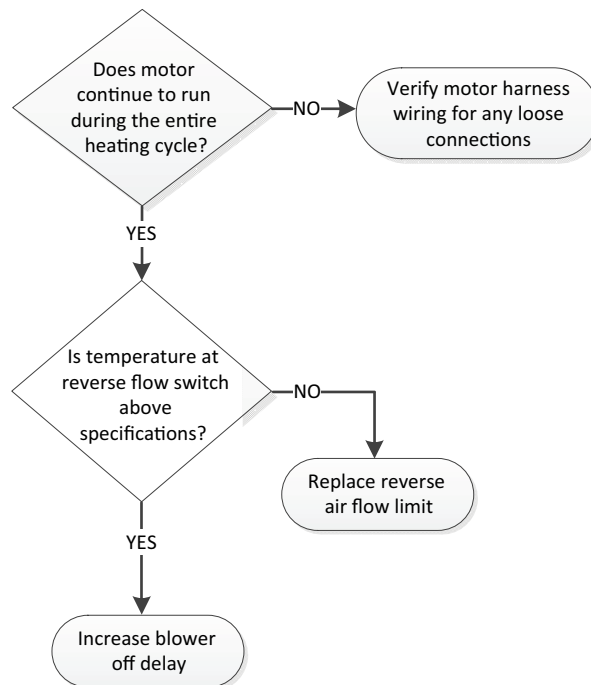 Does motor
continue to run
during the entire
heating cycle?
NO
Verify motor harness
wiring for any loose
connections
YES
Is temperature at
reverse flow switch
above
specifications?
NO
Replace reverse
air flow limit
YES
Increase blower
off delay